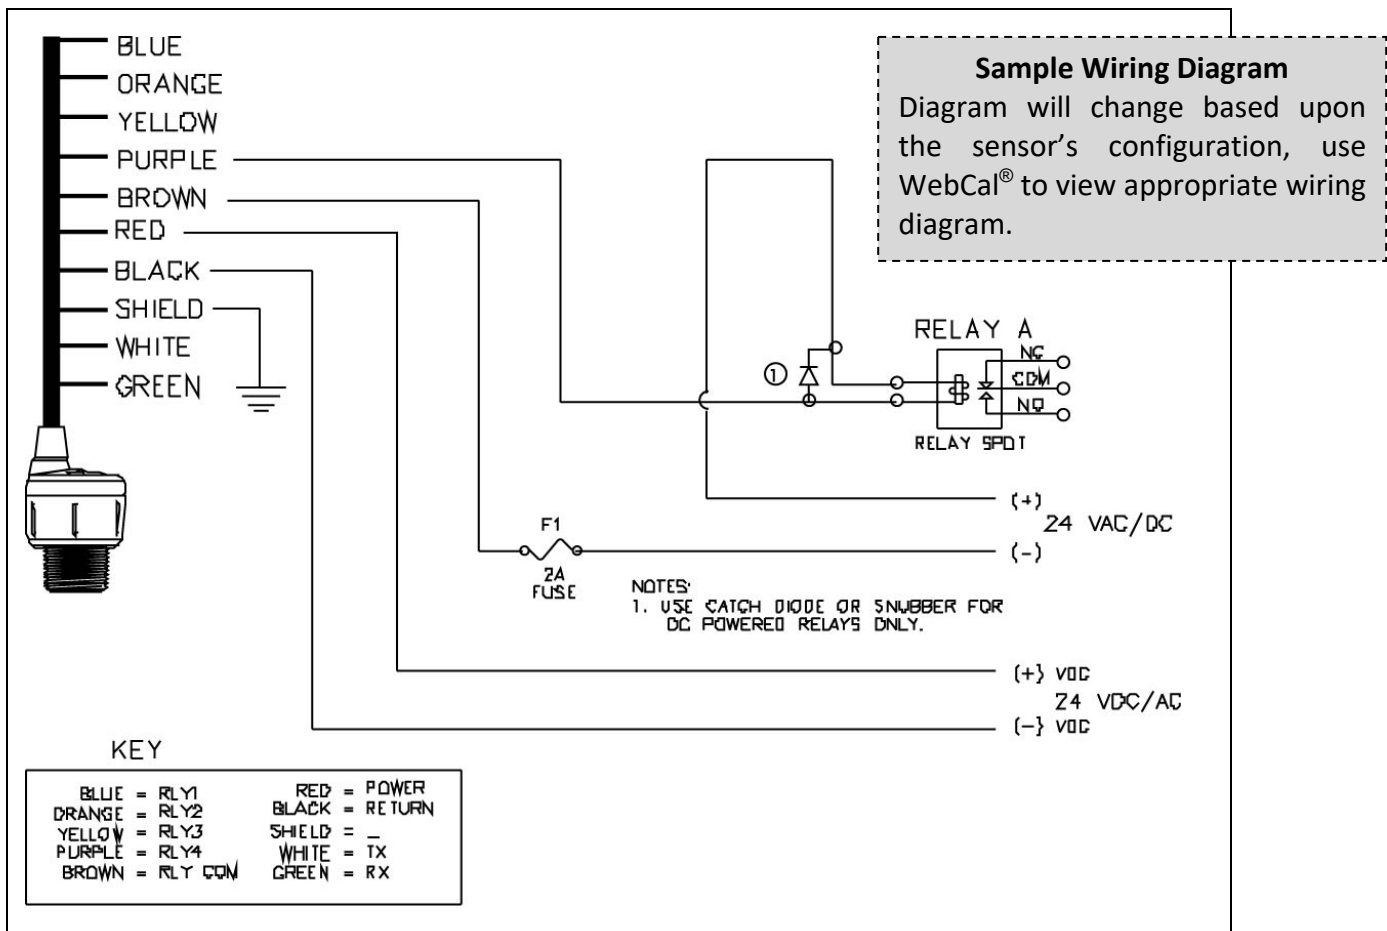 BLUE
ORANGE
YELLOW
PURPLE
BROWN
RED
BLACK
SHIELD
WHITE
GREEN
Sample Wiring Diagram
Diagram will change based upon
the sensor's configuration, use
WebCal® to view appropriate wiring
diagram.
RELAY A
NC
COM
NO
RELAY SPDT
1
(+)
24 VAC/DC
(-)
F1
2A
FUSE
NOTES:
1. USE CATCH DIODE OR SNUBBER FOR
DC POWERED RELAYS ONLY.
(+) VDC
24 VDC/AC
(-) VDC
KEY
BLUE = RLY1
ORANGE = RLY2
YELLOW = RLY3
PURPLE = RLY4
BROWN = RLY COM
RED = POWER
BLACK = RETURN
SHIELD = _
WHITE = TX
GREEN = RX